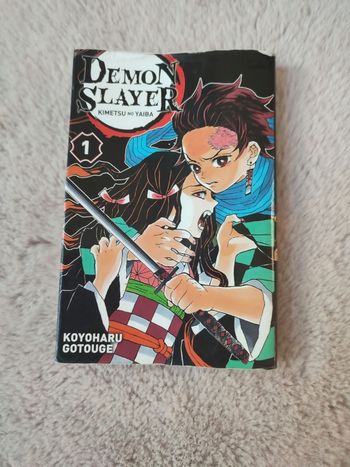 DEMON
SLAYER
KIMETSU NO YAIBA
1
KOYOHARU
GOTOUGE